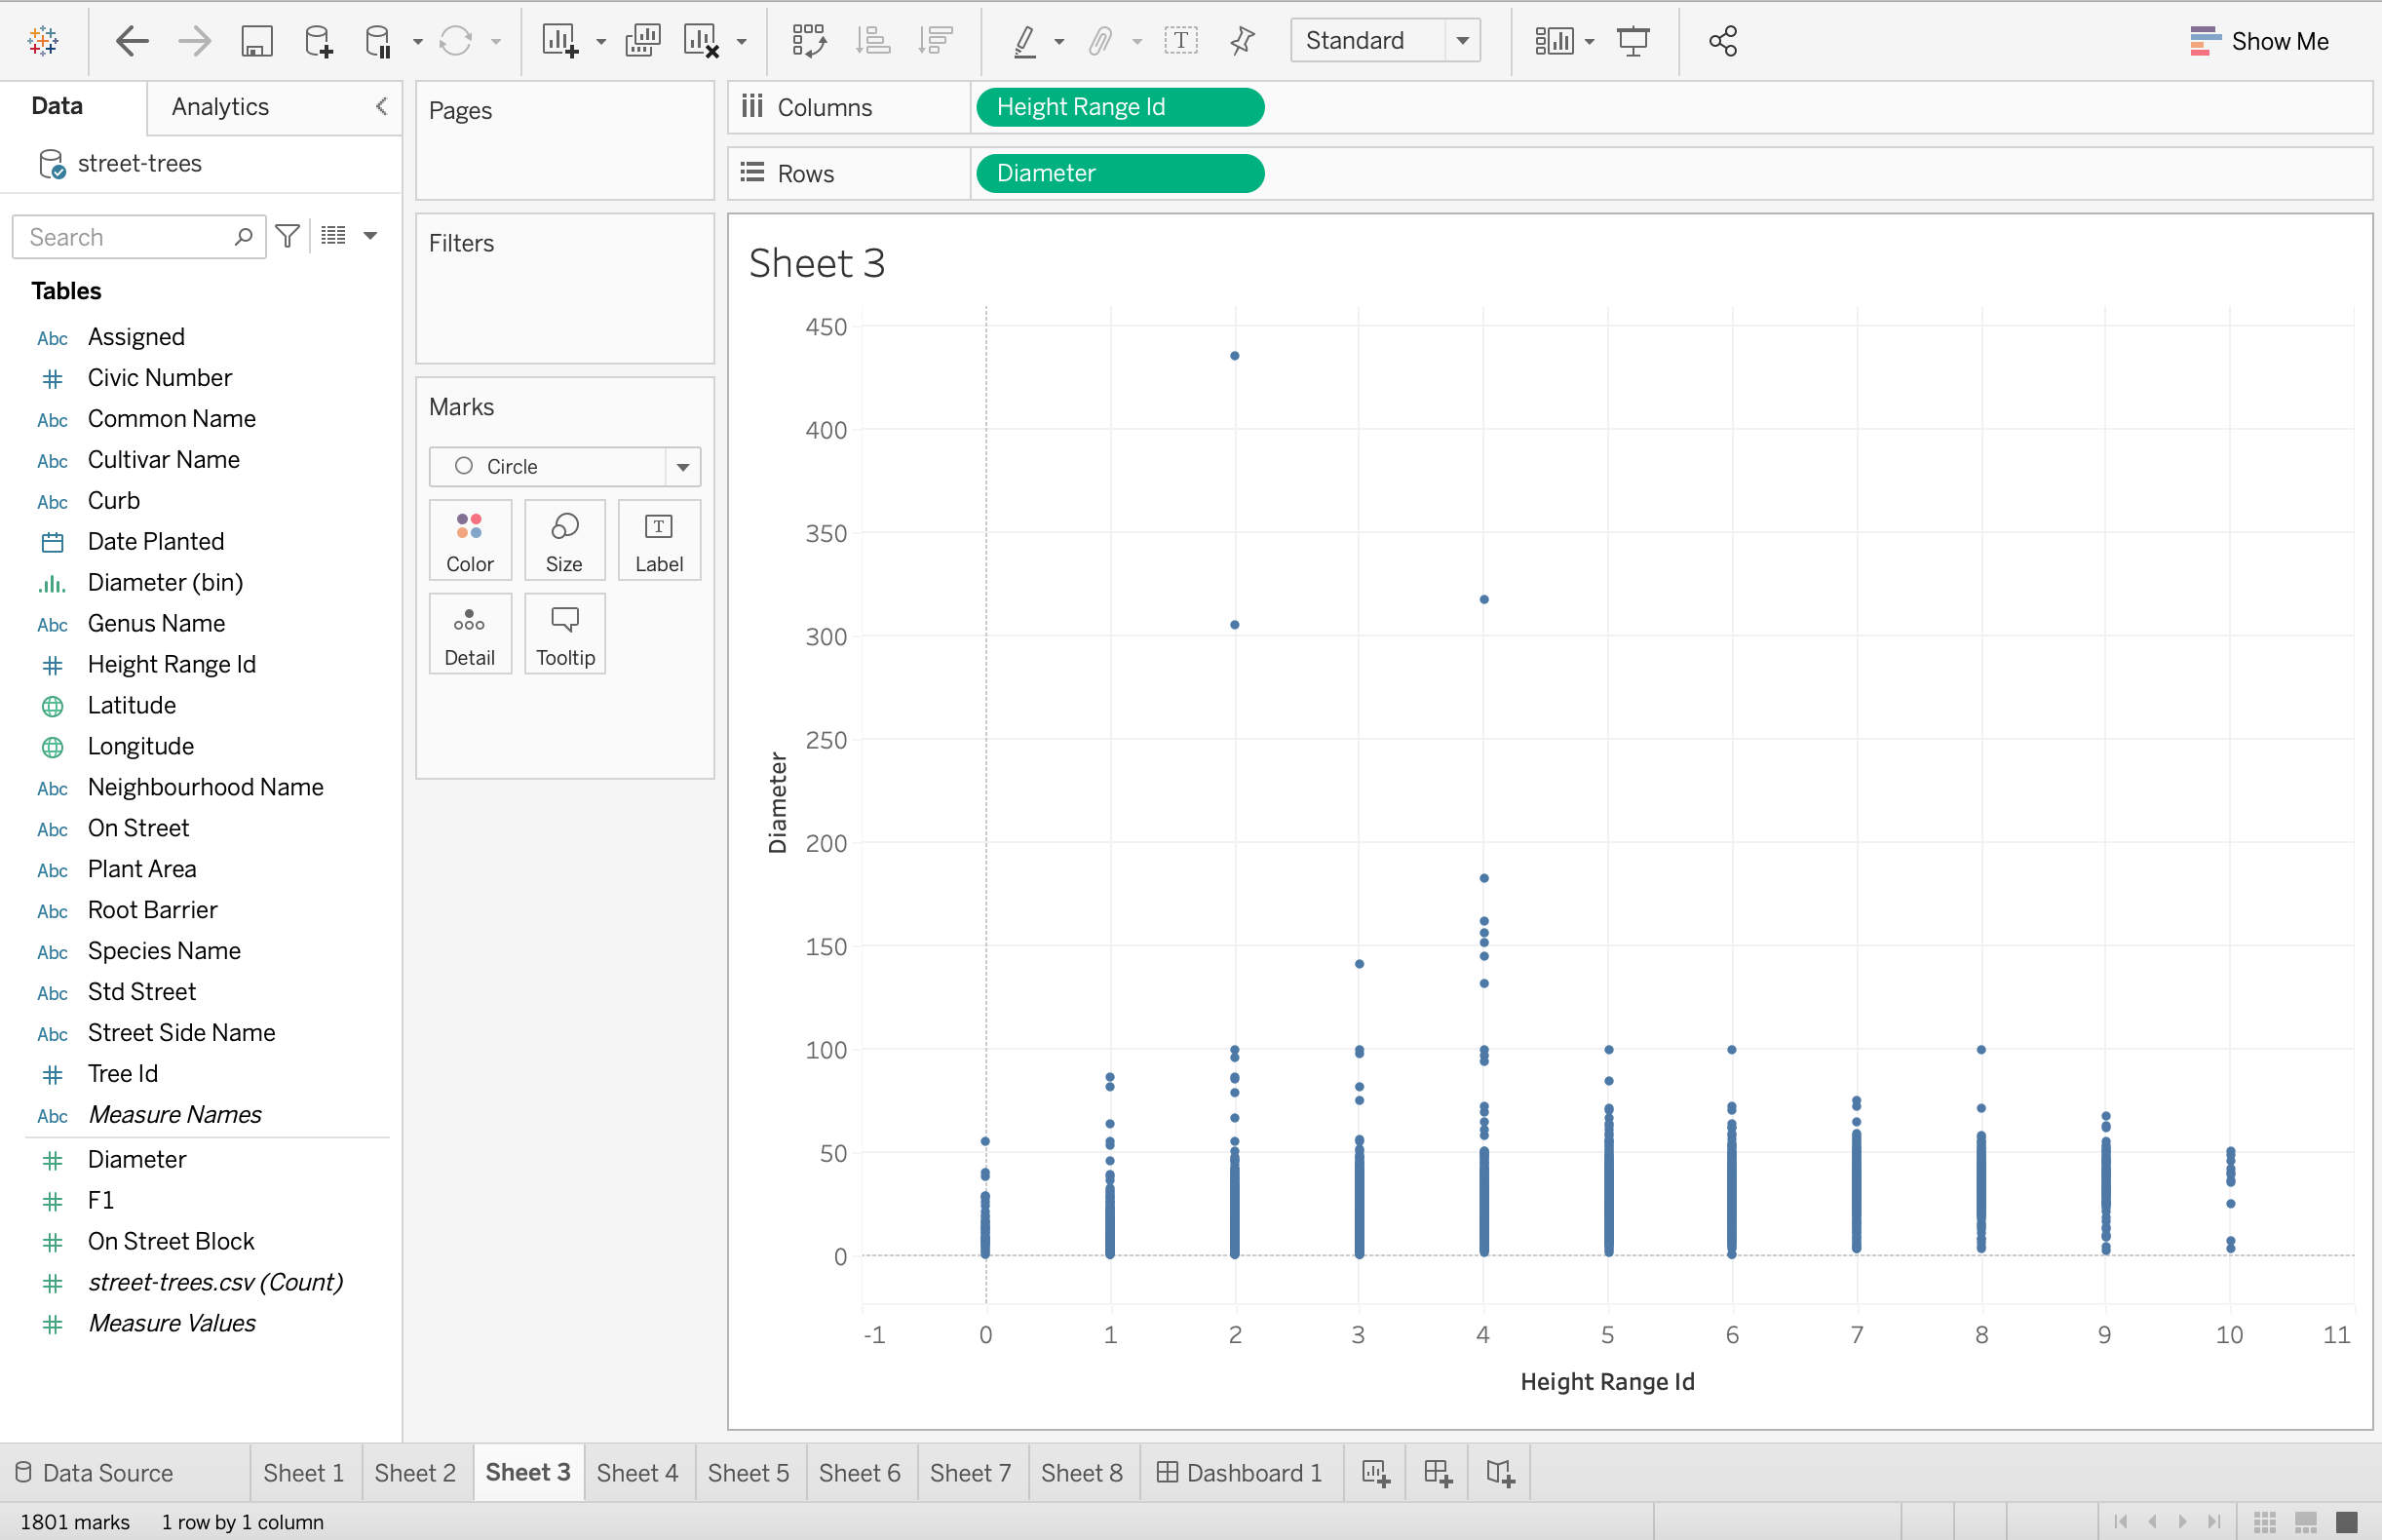 Standard
Show Me
Data
Analytics
street-trees
Search
Tables
Abc Assigned
Civic Number
Abc Common Name
Abc Cultivar Name
Abc Curb
Date Planted
Diameter (bin)
Abc Genus Name
Height Range Id
Latitude
Longitude
Abc Neighbourhood Name
Abc On Street
Abc Plant Area
Abc Root Barrier
Abc Species Name
Abc Std Street
Abc Street Side Name
Tree Id
Abc Measure Names
Diameter
F1
On Street Block
street-trees.csv (Count)
Measure Values
Pages
Filters
Marks
Circle
Color Size Label
Detail Tooltip
Columns Height Range Id
Rows Diameter
Sheet 3
450
400
350
300
250
200
150
100
50
0
Diameter
-1 0 1 2 3 4 5 6 7 8 9 10 11
Height Range Id
Data Source Sheet 1 Sheet 2 Sheet 3 Sheet 4 Sheet 5 Sheet 6 Sheet 7 Sheet 8 Dashboard 1
1801 marks 1 row by 1 column